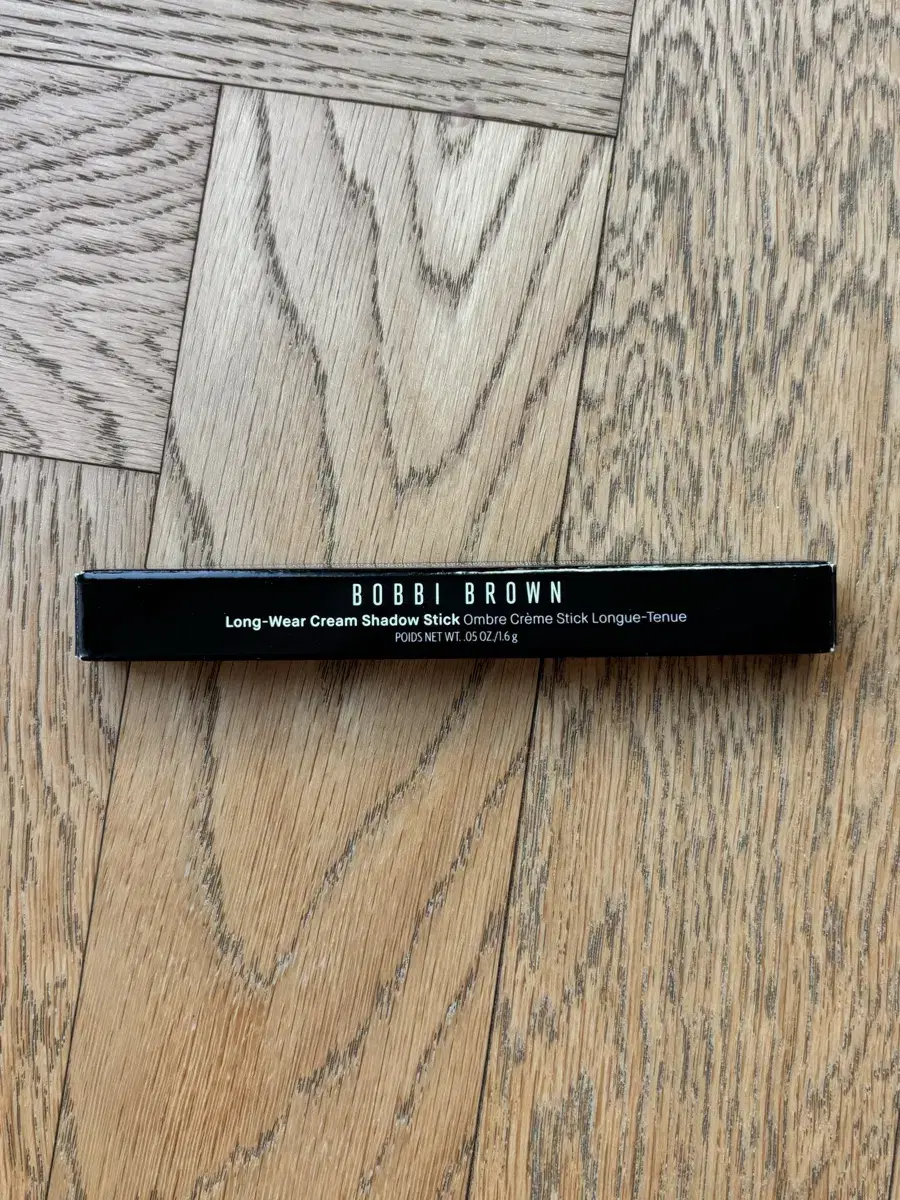 BOBBI BROWN
Long-Wear Cream Shadow Stick Ombre Crème Stick Longue-Tenue
POIDS NET WT. .05 OZ./1.6 g